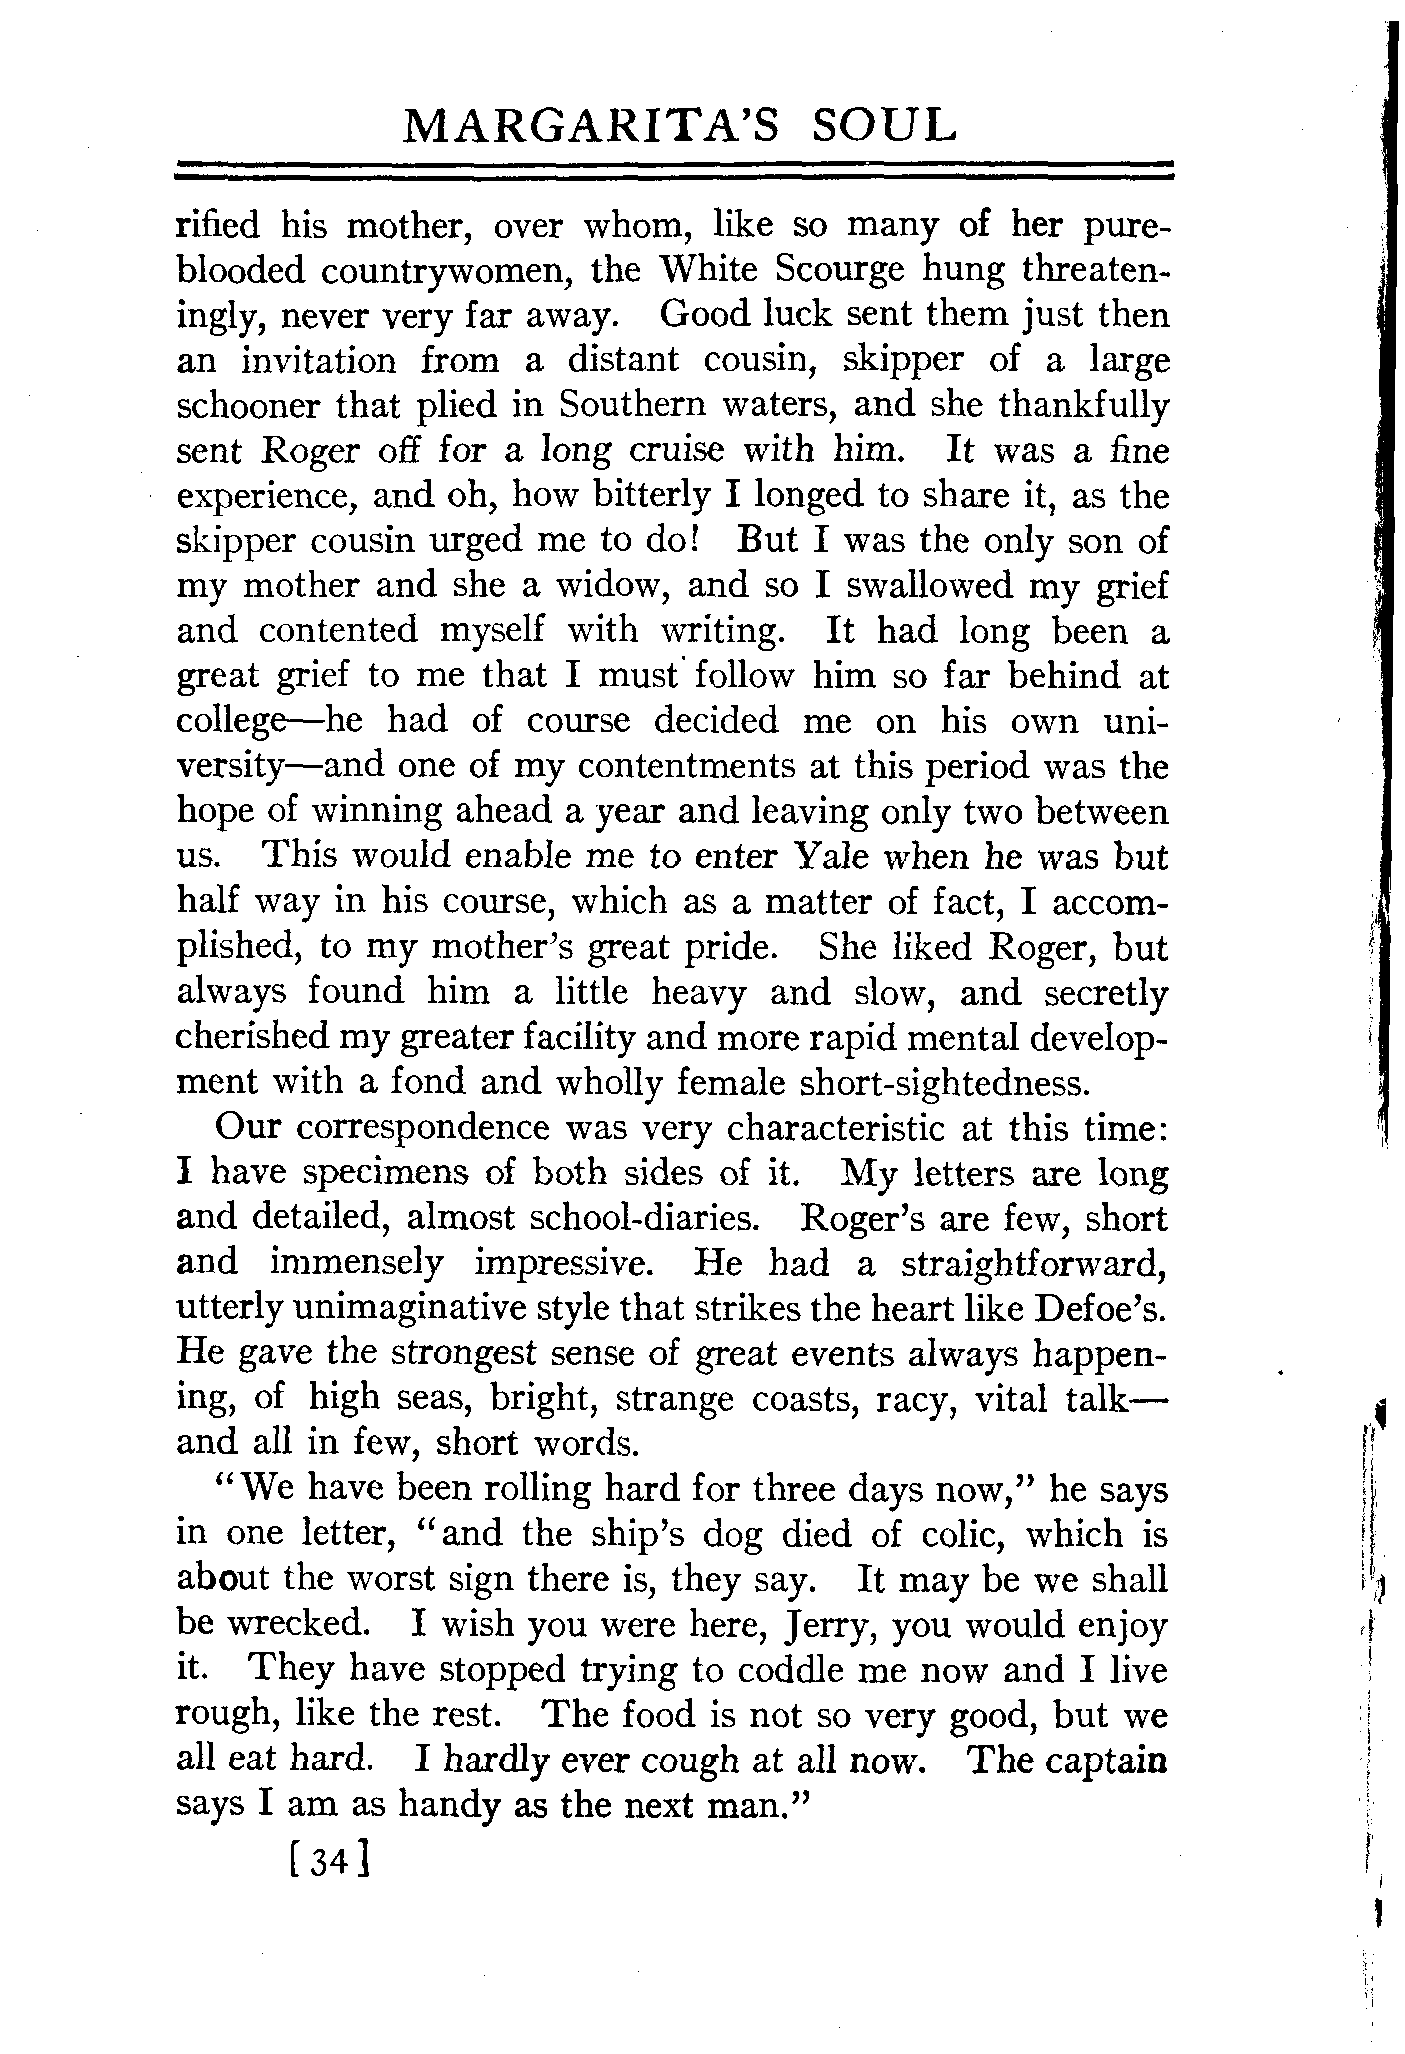 MARGARITA'S SOUL
rified his mother, over whom, like so many of her pure-
blooded countrywomen, the White Scourge hung threaten-
ingly, never very far away. Good luck sent them just then
an invitation from a distant cousin, skipper of a large
schooner that plied in Southern waters, and she thankfully
sent Roger off for a long cruise with him. It was a fine
experience, and oh, how bitterly I longed to share it, as the
skipper cousin urged me to do! But I was the only son of
my mother and she a widow, and so I swallowed my grief
and contented myself with writing. It had long been a
great grief to me that I must follow him so far behind at
college—he had of course decided me on his own uni-
versity—and one of my contentments at this period was the
hope of winning ahead a year and leaving only two between
us. This would enable me to enter Yale when he was but
half way in his course, which as a matter of fact, I accom-
plished, to my mother's great pride. She liked Roger, but
always found him a little heavy and slow, and secretly
cherished my greater facility and more rapid mental develop-
ment with a fond and wholly female short-sightedness.
Our correspondence was very characteristic at this time:
I have specimens of both sides of it. My letters are long
and detailed, almost school-diaries. Roger's are few, short
and immensely impressive. He had a straightforward,
utterly unimaginative style that strikes the heart like Defoe's.
He gave the strongest sense of great events always happen-
ing, of high seas, bright, strange coasts, racy, vital talk—
and all in few, short words.
"We have been rolling hard for three days now," he says
in one letter, "and the ship's dog died of colic, which is
about the worst sign there is, they say. It may be we shall
be wrecked. I wish you were here, Jerry, you would enjoy
it. They have stopped trying to coddle me now and I live
rough, like the rest. The food is not so very good, but we
all eat hard. I hardly ever cough at all now. The captain
says I am as handy as the next man."
[34]